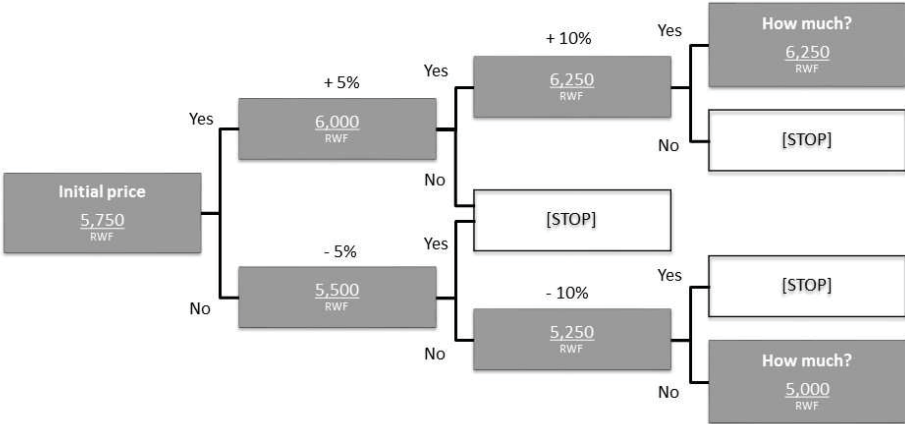 How much?
6,250
RWF
Yes
+ 10%
6,250
RWF
Yes
No
[STOP]
+ 5%
6,000
RWF
Yes
No
Initial price
5,750
RWF
[STOP]
- 5%
5,500
RWF
Yes
No
No
- 10%
5,250
RWF
Yes
[STOP]
No
How much?
5,000
RWF